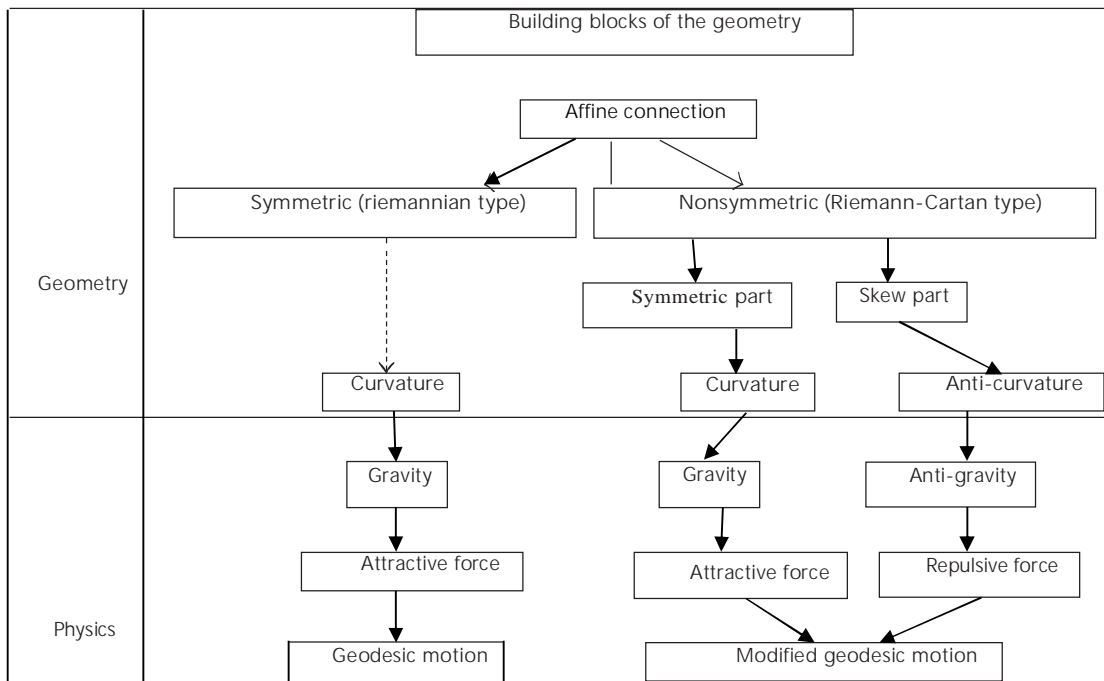 Building blocks of the geometry
Affine connection
Symmetric (riemannian type)
Nonsymmetric (Riemann-Cartan type)
Geometry
Symmetric part
Skew part
Curvature
Curvature
Anti-curvature
Gravity
Gravity
Anti-gravity
Attractive force
Attractive force
Repulsive force
Physics
Geodesic motion
Modified geodesic motion